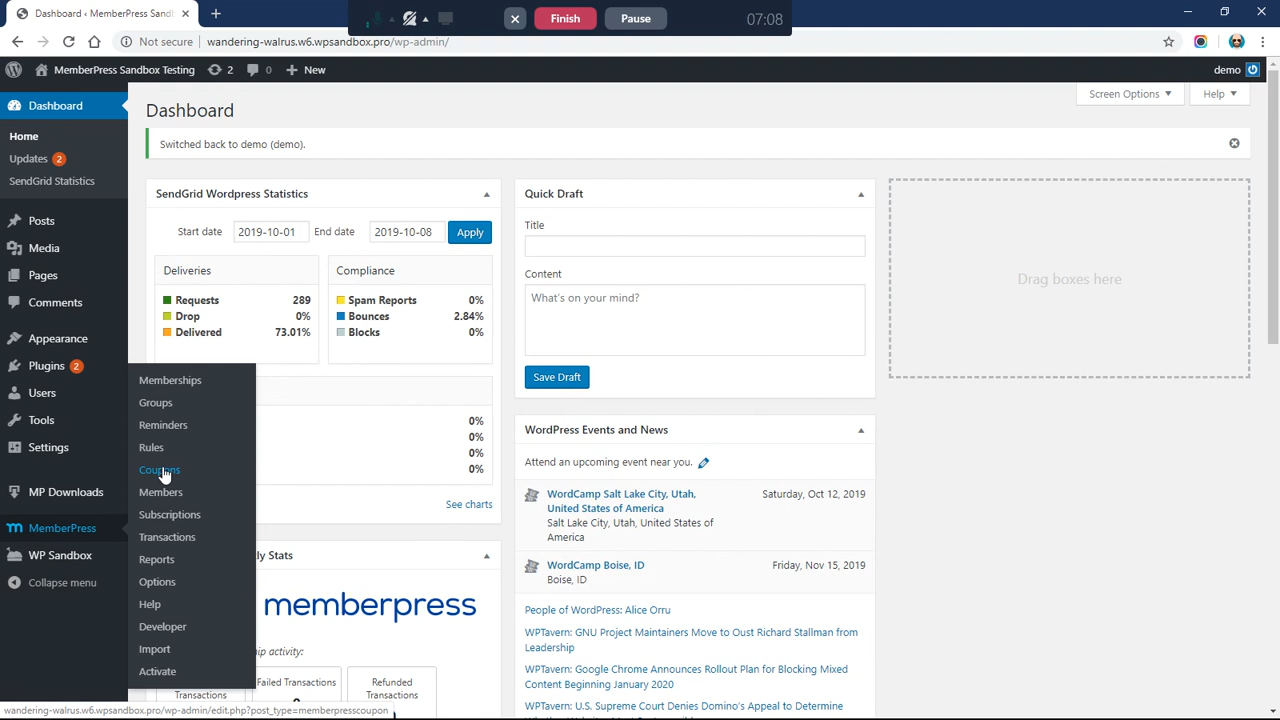 Dashboard ‹ MemberPress Sandb
Finish
Pause
07:08
Not secure
wandering-walrus.w6.wpsandbox.pro/wp-admin/
MemberPress Sandbox Testing
2
0
New
demo
Dashboard
Home
Updates 2
SendGrid Statistics
Posts
Media
Pages
Comments
Appearance
Plugins 2
Users
Tools
Settings
MP Downloads
MemberPress
WP Sandbox
Collapse menu
Memberships
Groups
Reminders
Rules
Coupons
Members
Subscriptions
Transactions
Reports
Options
Help
Developer
Import
Activate
Screen Options
Help
Dashboard
Switched back to demo (demo).
SendGrid Wordpress Statistics
Start date 2019-10-01 End date 2019-10-08 Apply
Deliveries
Requests 289
Drop 0%
Delivered 73.01%
Compliance
Spam Reports 0%
Bounces 2.84%
Blocks 0%
0%
0%
0%
0%
See charts
ly Stats
memberpress
ip activity:
Transactions
Failed Transactions
Refunded
Transactions
Quick Draft
Title
Content
What's on your mind?
Save Draft
WordPress Events and News
Attend an upcoming event near you.
WordCamp Salt Lake City, Utah,
United States of America
Saturday, Oct 12, 2019
Salt Lake City, Utah, United States of
America
WordCamp Boise, ID
Friday, Nov 15, 2019
Boise, ID
People of WordPress: Alice Orru
WPTavern: GNU Project Maintainers Move to Oust Richard Stallman from
Leadership
WPTavern: Google Chrome Announces Rollout Plan for Blocking Mixed
Content Beginning January 2020
WPTavern: U.S. Supreme Court Denies Domino's Appeal to Determine
Drag boxes here
wandering-walrus.w6.wpsandbox.pro/wp-admin/edit.php?post_type=memberpresscoupon